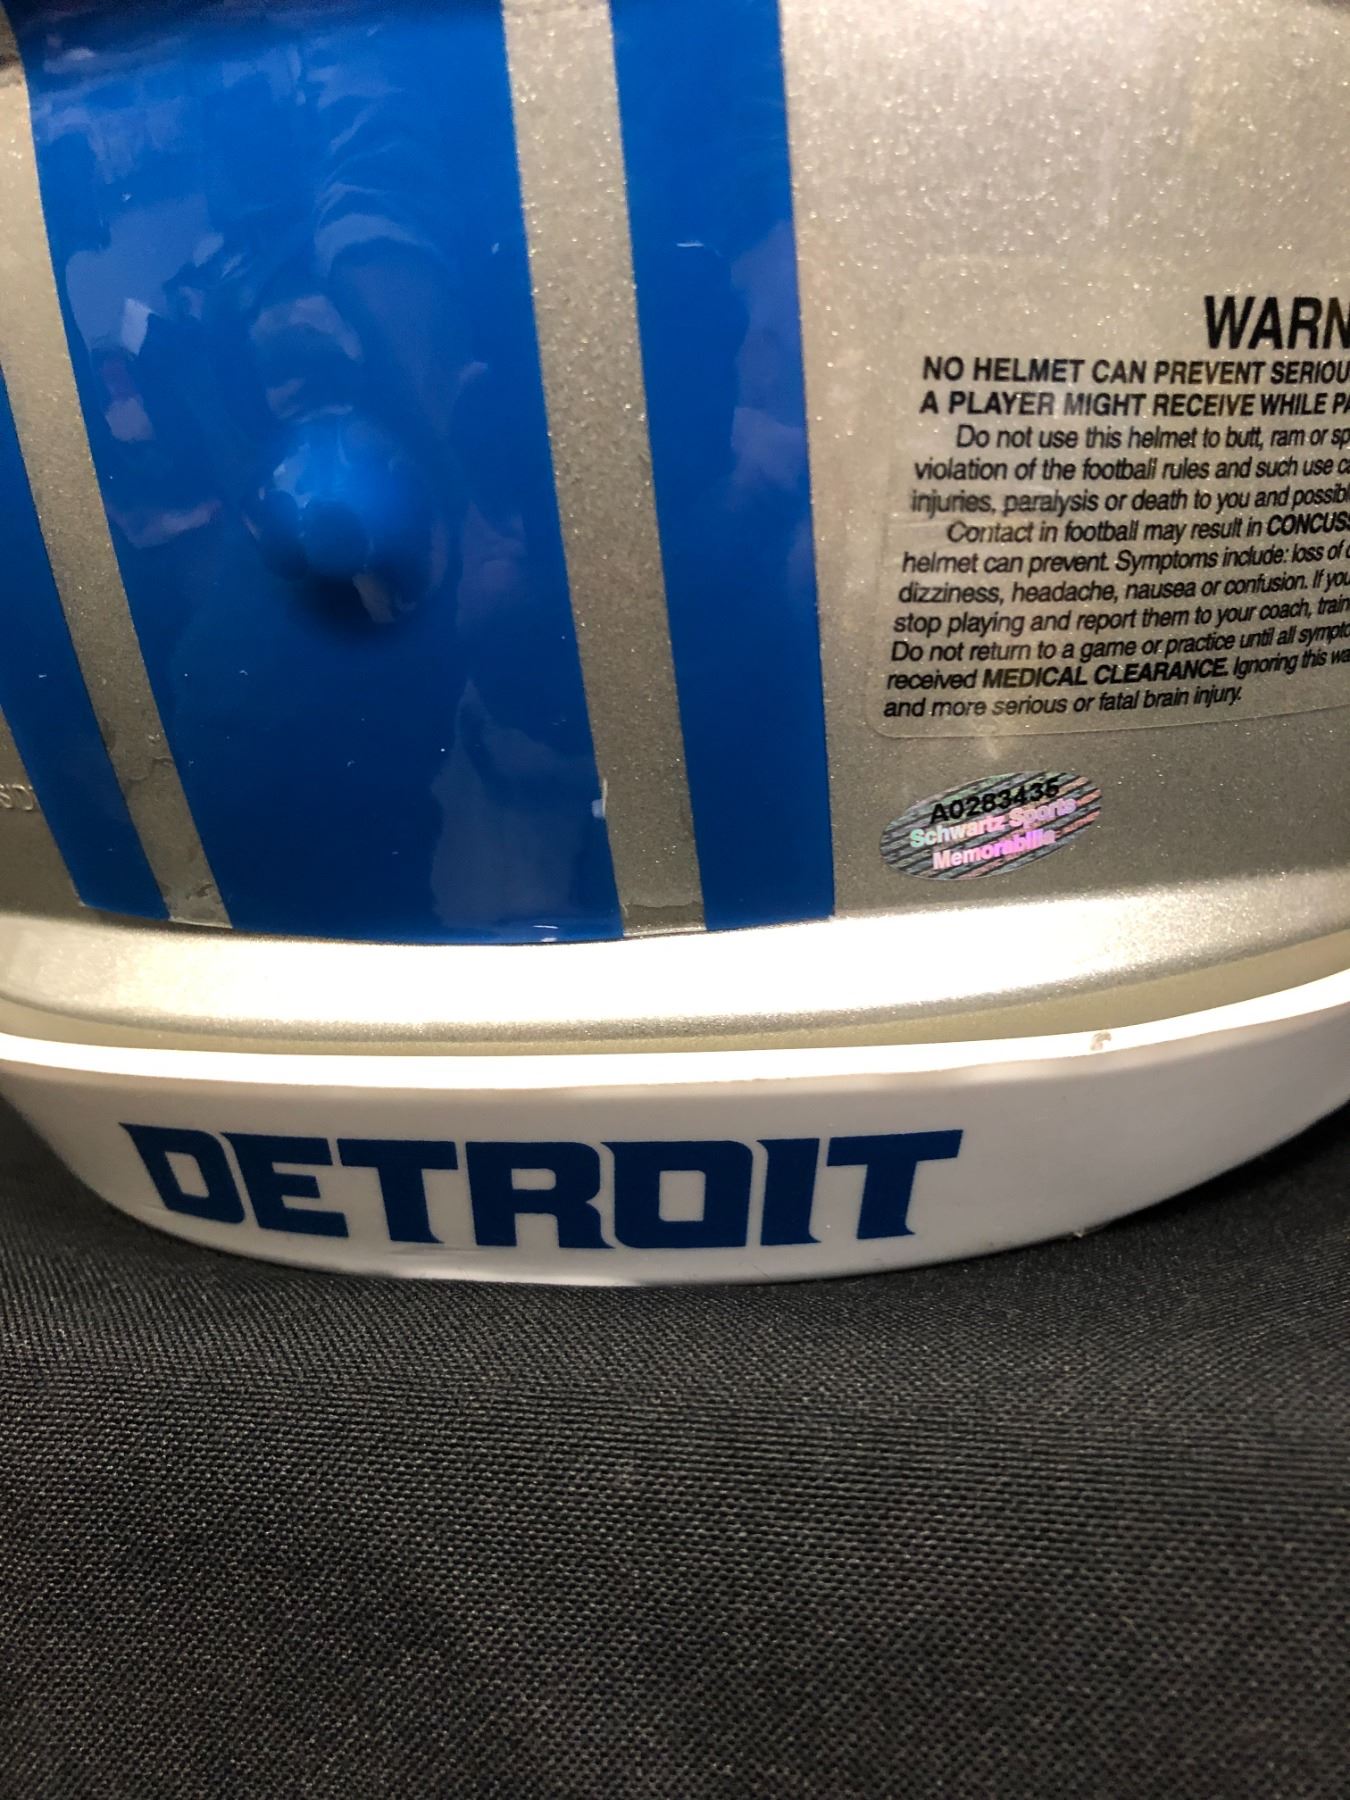 WARN
NO HELMET CAN PREVENT SERIOU
A PLAYER MIGHT RECEIVE WHILE PA
Do not use this helmet to butt, ram or sp
violation of the football rules and such use ca
injuries, paralysis or death to you and possibl
Contact in football may result in CONCUSS
helmet can prevent. Symptoms include: loss of c
dizziness, headache, nausea or confusion. If you
stop playing and report them to your coach, train
Do not return to a game or practice until all sympto
received MEDICAL CLEARANCE. Ignoring this wa
and more serious or fatal brain injury.
A0283435
Schwartz Sports
Memorabilia
DETROIT